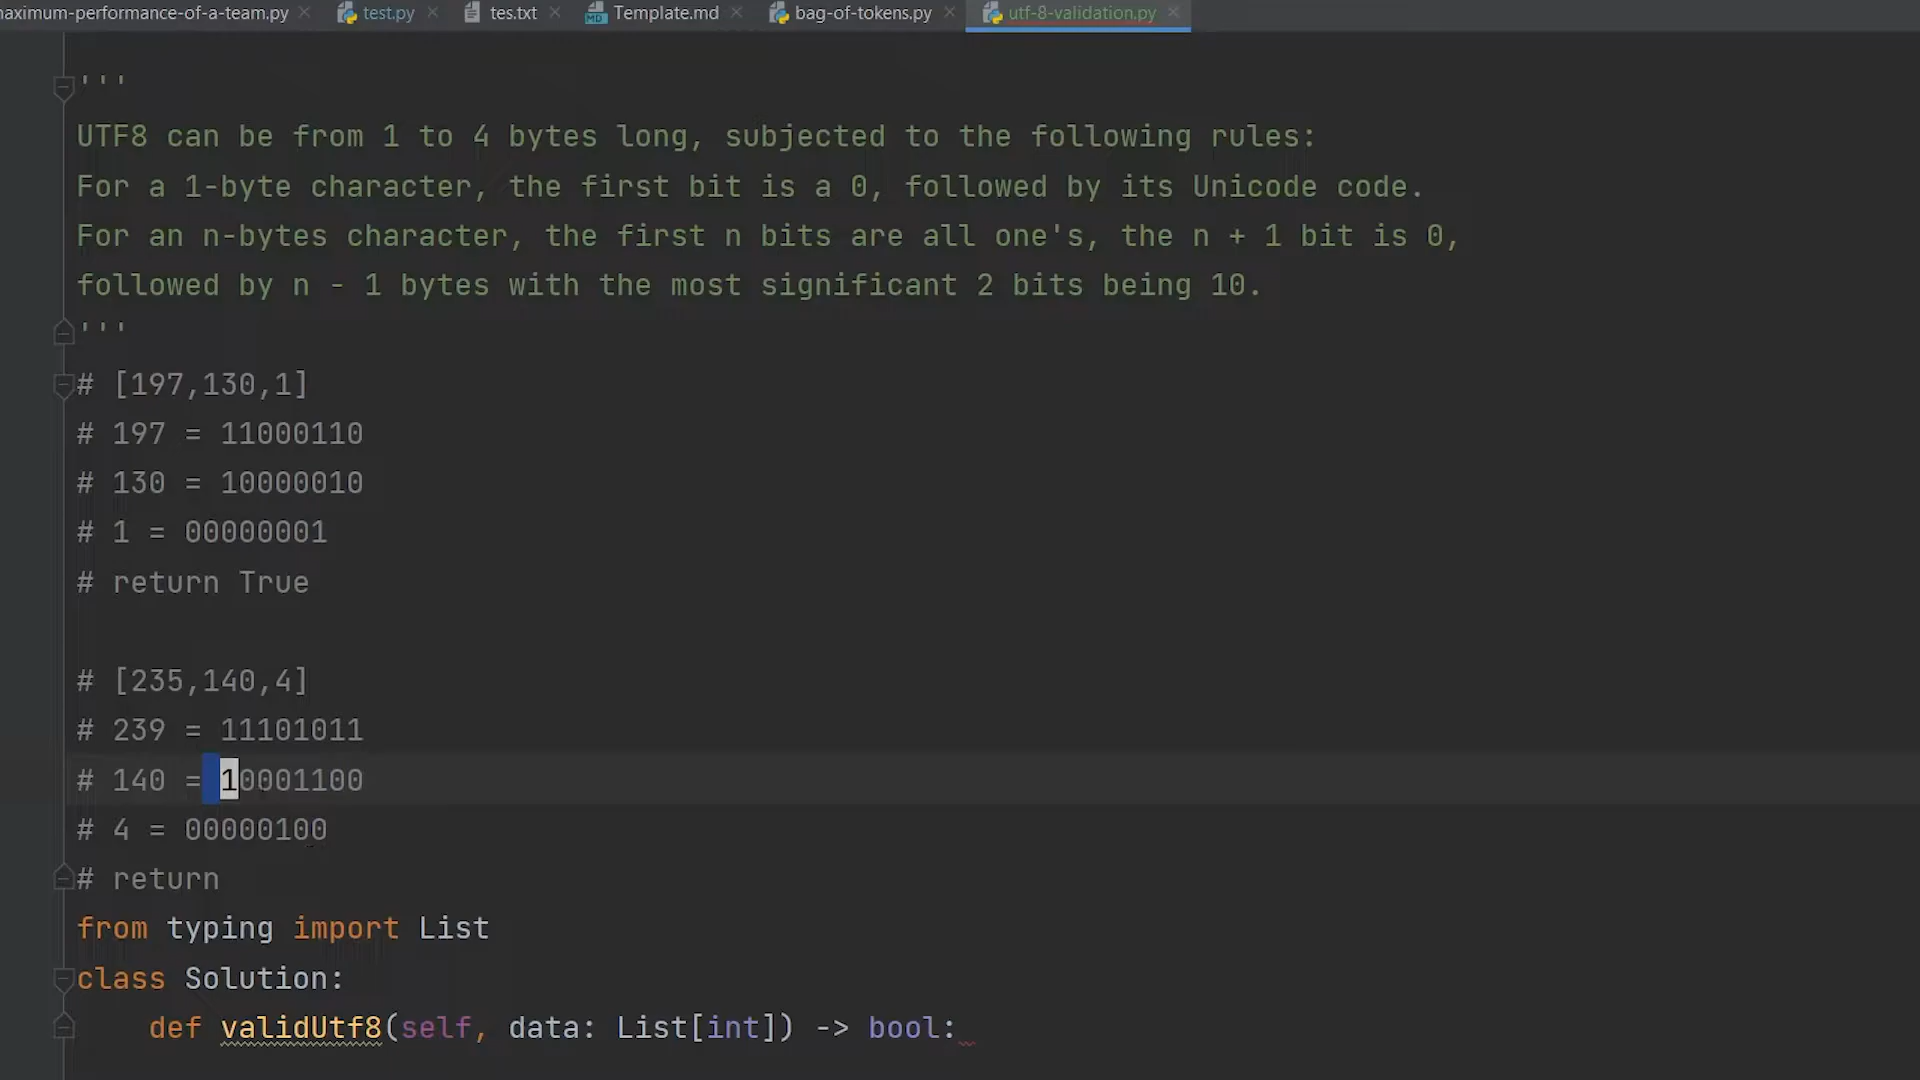 naximum-performance-of-a-team.py test.py tes.txt Template.md bag-of-tokens.py utf-8-validation.py
'''
UTF8 can be from 1 to 4 bytes long, subjected to the following rules:
For a 1-byte character, the first bit is a 0, followed by its Unicode code.
For an n-bytes character, the first n bits are all one's, the n + 1 bit is 0,
followed by n - 1 bytes with the most significant 2 bits being 10.
'''
# [197,130,1]
# 197 = 11000110
# 130 = 10000010
# 1 = 00000001
# return True
# [235,140,4]
# 239 = 11101011
# 140 = 10001100
# 4 = 00000100
# return
from typing import List
class Solution:
def validUtf8(self, data: List[int]) -> bool: